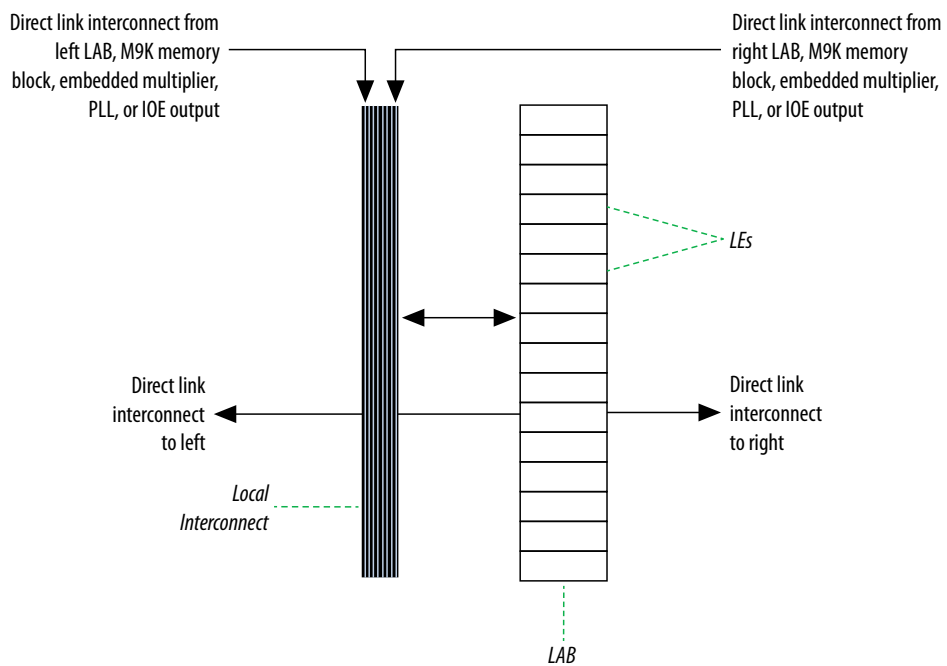 Direct link interconnect from
left LAB, M9K memory
block, embedded multiplier,
PLL, or IOE output
Direct link interconnect from
right LAB, M9K memory
block, embedded multiplier,
PLL, or IOE output
LEs
Direct link
interconnect
to left
Direct link
interconnect
to right
Local
Interconnect
LAB